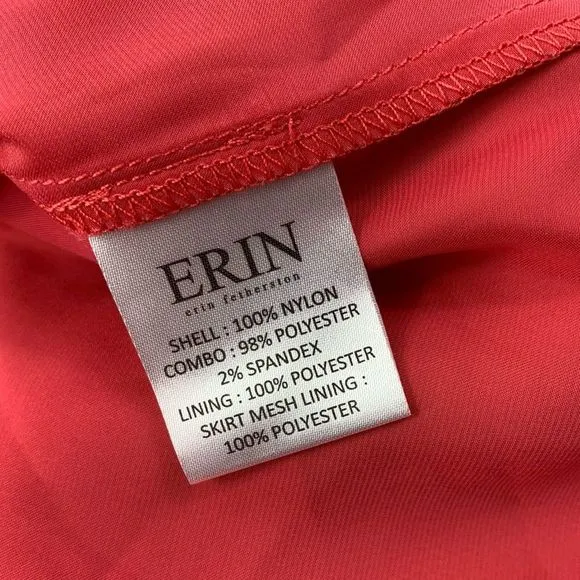 ERIN
erin fetherston
SHELL : 100% NYLON
COMBO : 98% POLYESTER
2% SPANDEX
LINING : 100% POLYESTER
SKIRT MESH LINING :
100% POLYESTER